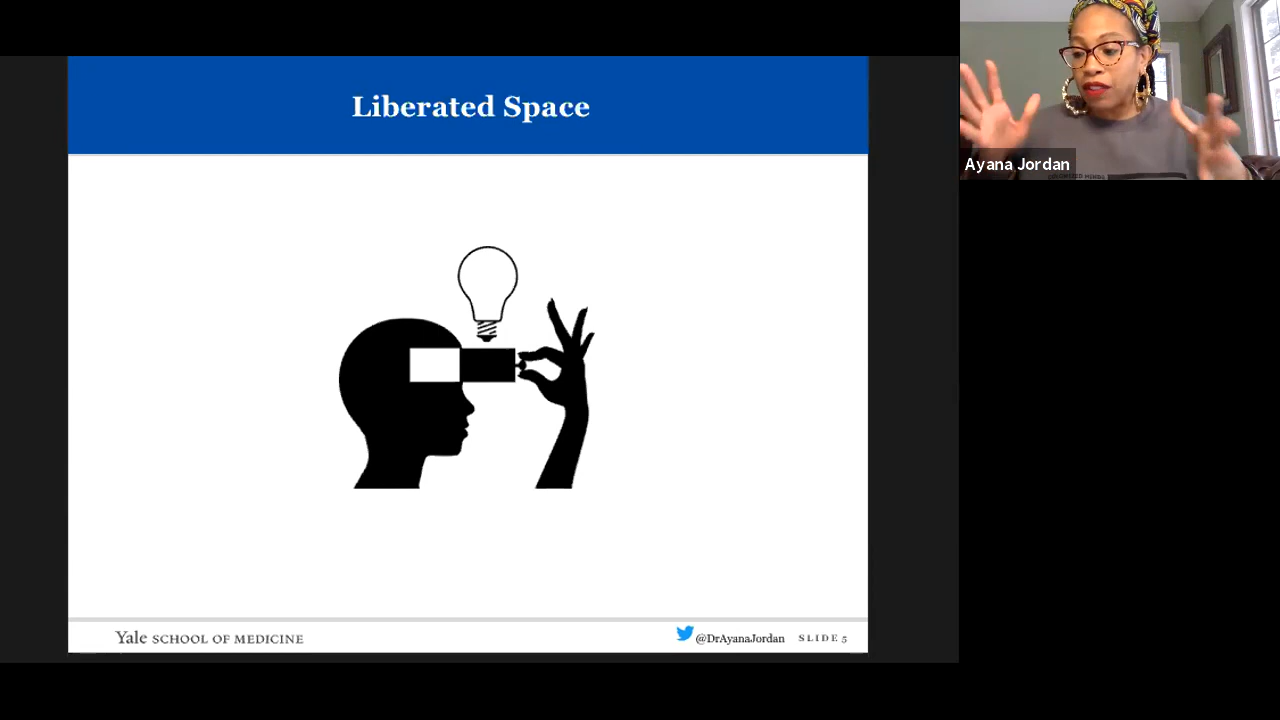 Liberated Space
Ayana Jordan
Yale SCHOOL OF MEDICINE
@DrAyanaJordan
SLIDE 5